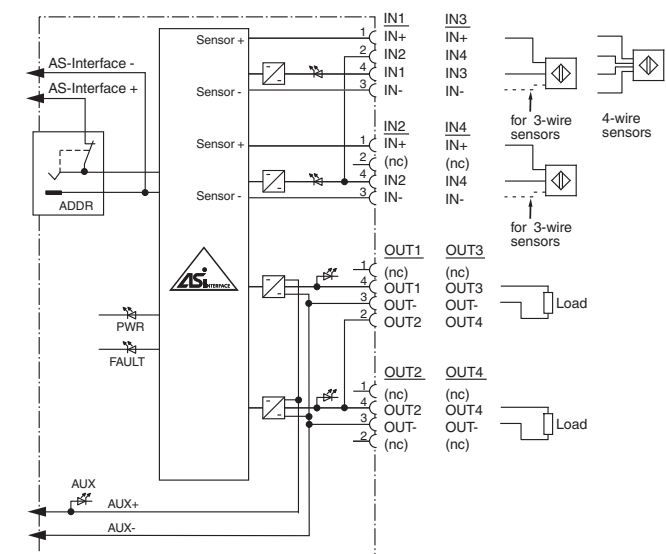 AS-Interface -
AS-Interface +
ADDR
PWR
FAULT
AUX
AUX+
AUX-
Sensor +
Sensor -
Sensor +
Sensor -
ASi INTERFACE
IN1 IN3
1 IN+ IN+
2 IN2 IN4
4 IN1 IN3
3 IN- IN-
for 3-wire
sensors
4-wire
sensors
IN2 IN4
1 IN+ IN+
2 (nc) (nc)
4 IN2 IN4
3 IN- IN-
for 3-wire
sensors
OUT1 OUT3
1 (nc) (nc)
4 OUT1 OUT3
3 OUT- OUT-
2 OUT2 OUT4
Load
OUT2 OUT4
1 (nc) (nc)
4 OUT2 OUT4
3 OUT- OUT-
2 (nc) (nc)
Load